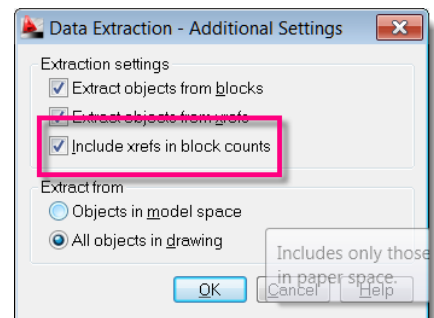 Data Extraction - Additional Settings
Extraction settings
Extract objects from blocks
Extract objects from xrefs
Include xrefs in block counts
Extract from
Objects in model space
All objects in drawing
Includes only those
in paper space.
OK
Cancel
Help